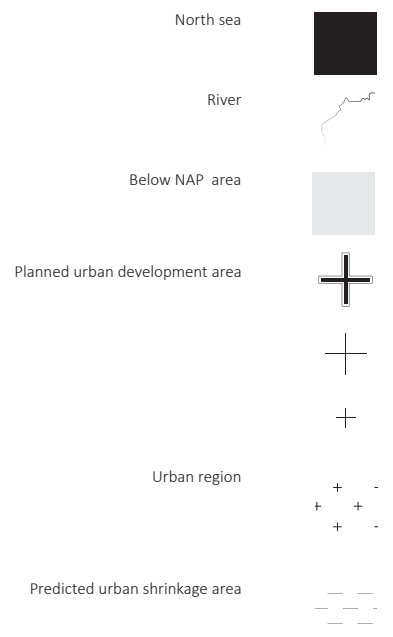 North sea
River
Below NAP area
Planned urban development area
Urban region
Predicted urban shrinkage area